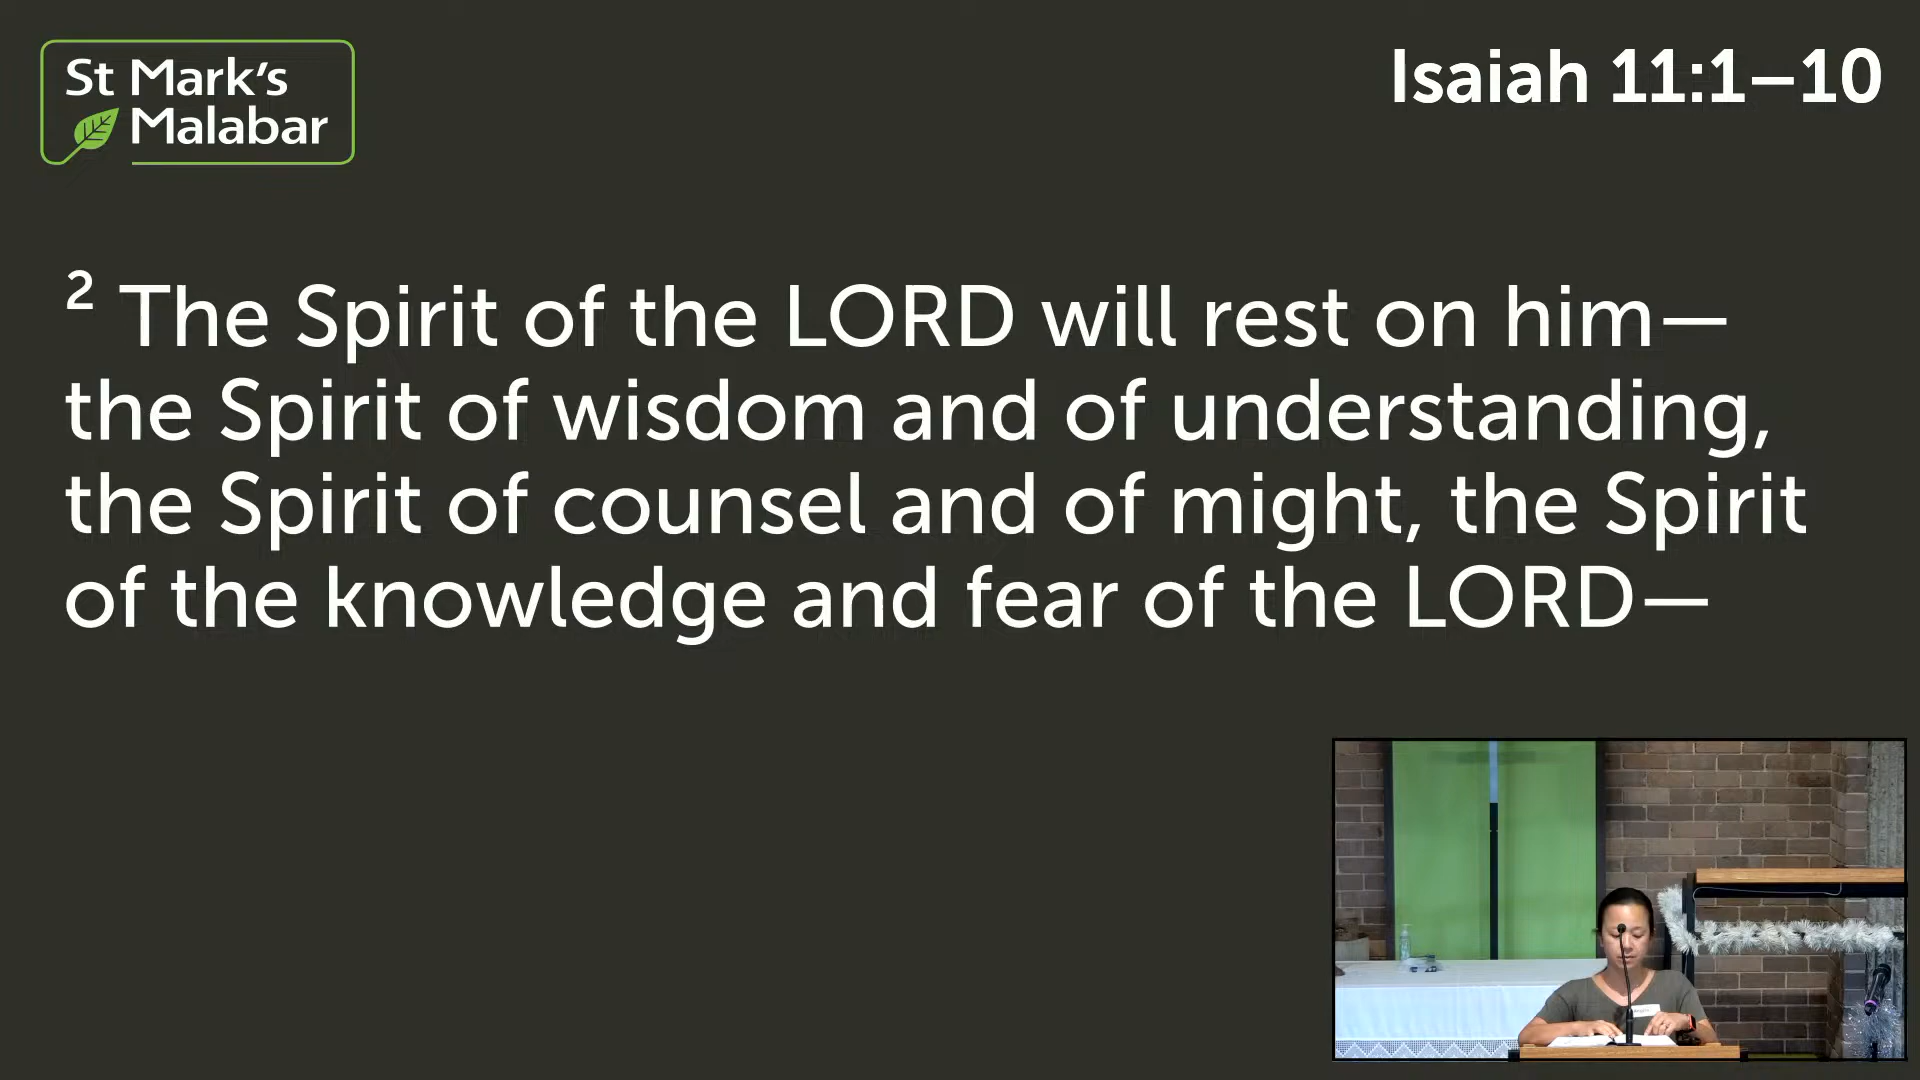 St Mark's
Malabar
Isaiah 11:1–10
2 The Spirit of the LORD will rest on him—
the Spirit of wisdom and of understanding,
the Spirit of counsel and of might, the Spirit
of the knowledge and fear of the LORD—